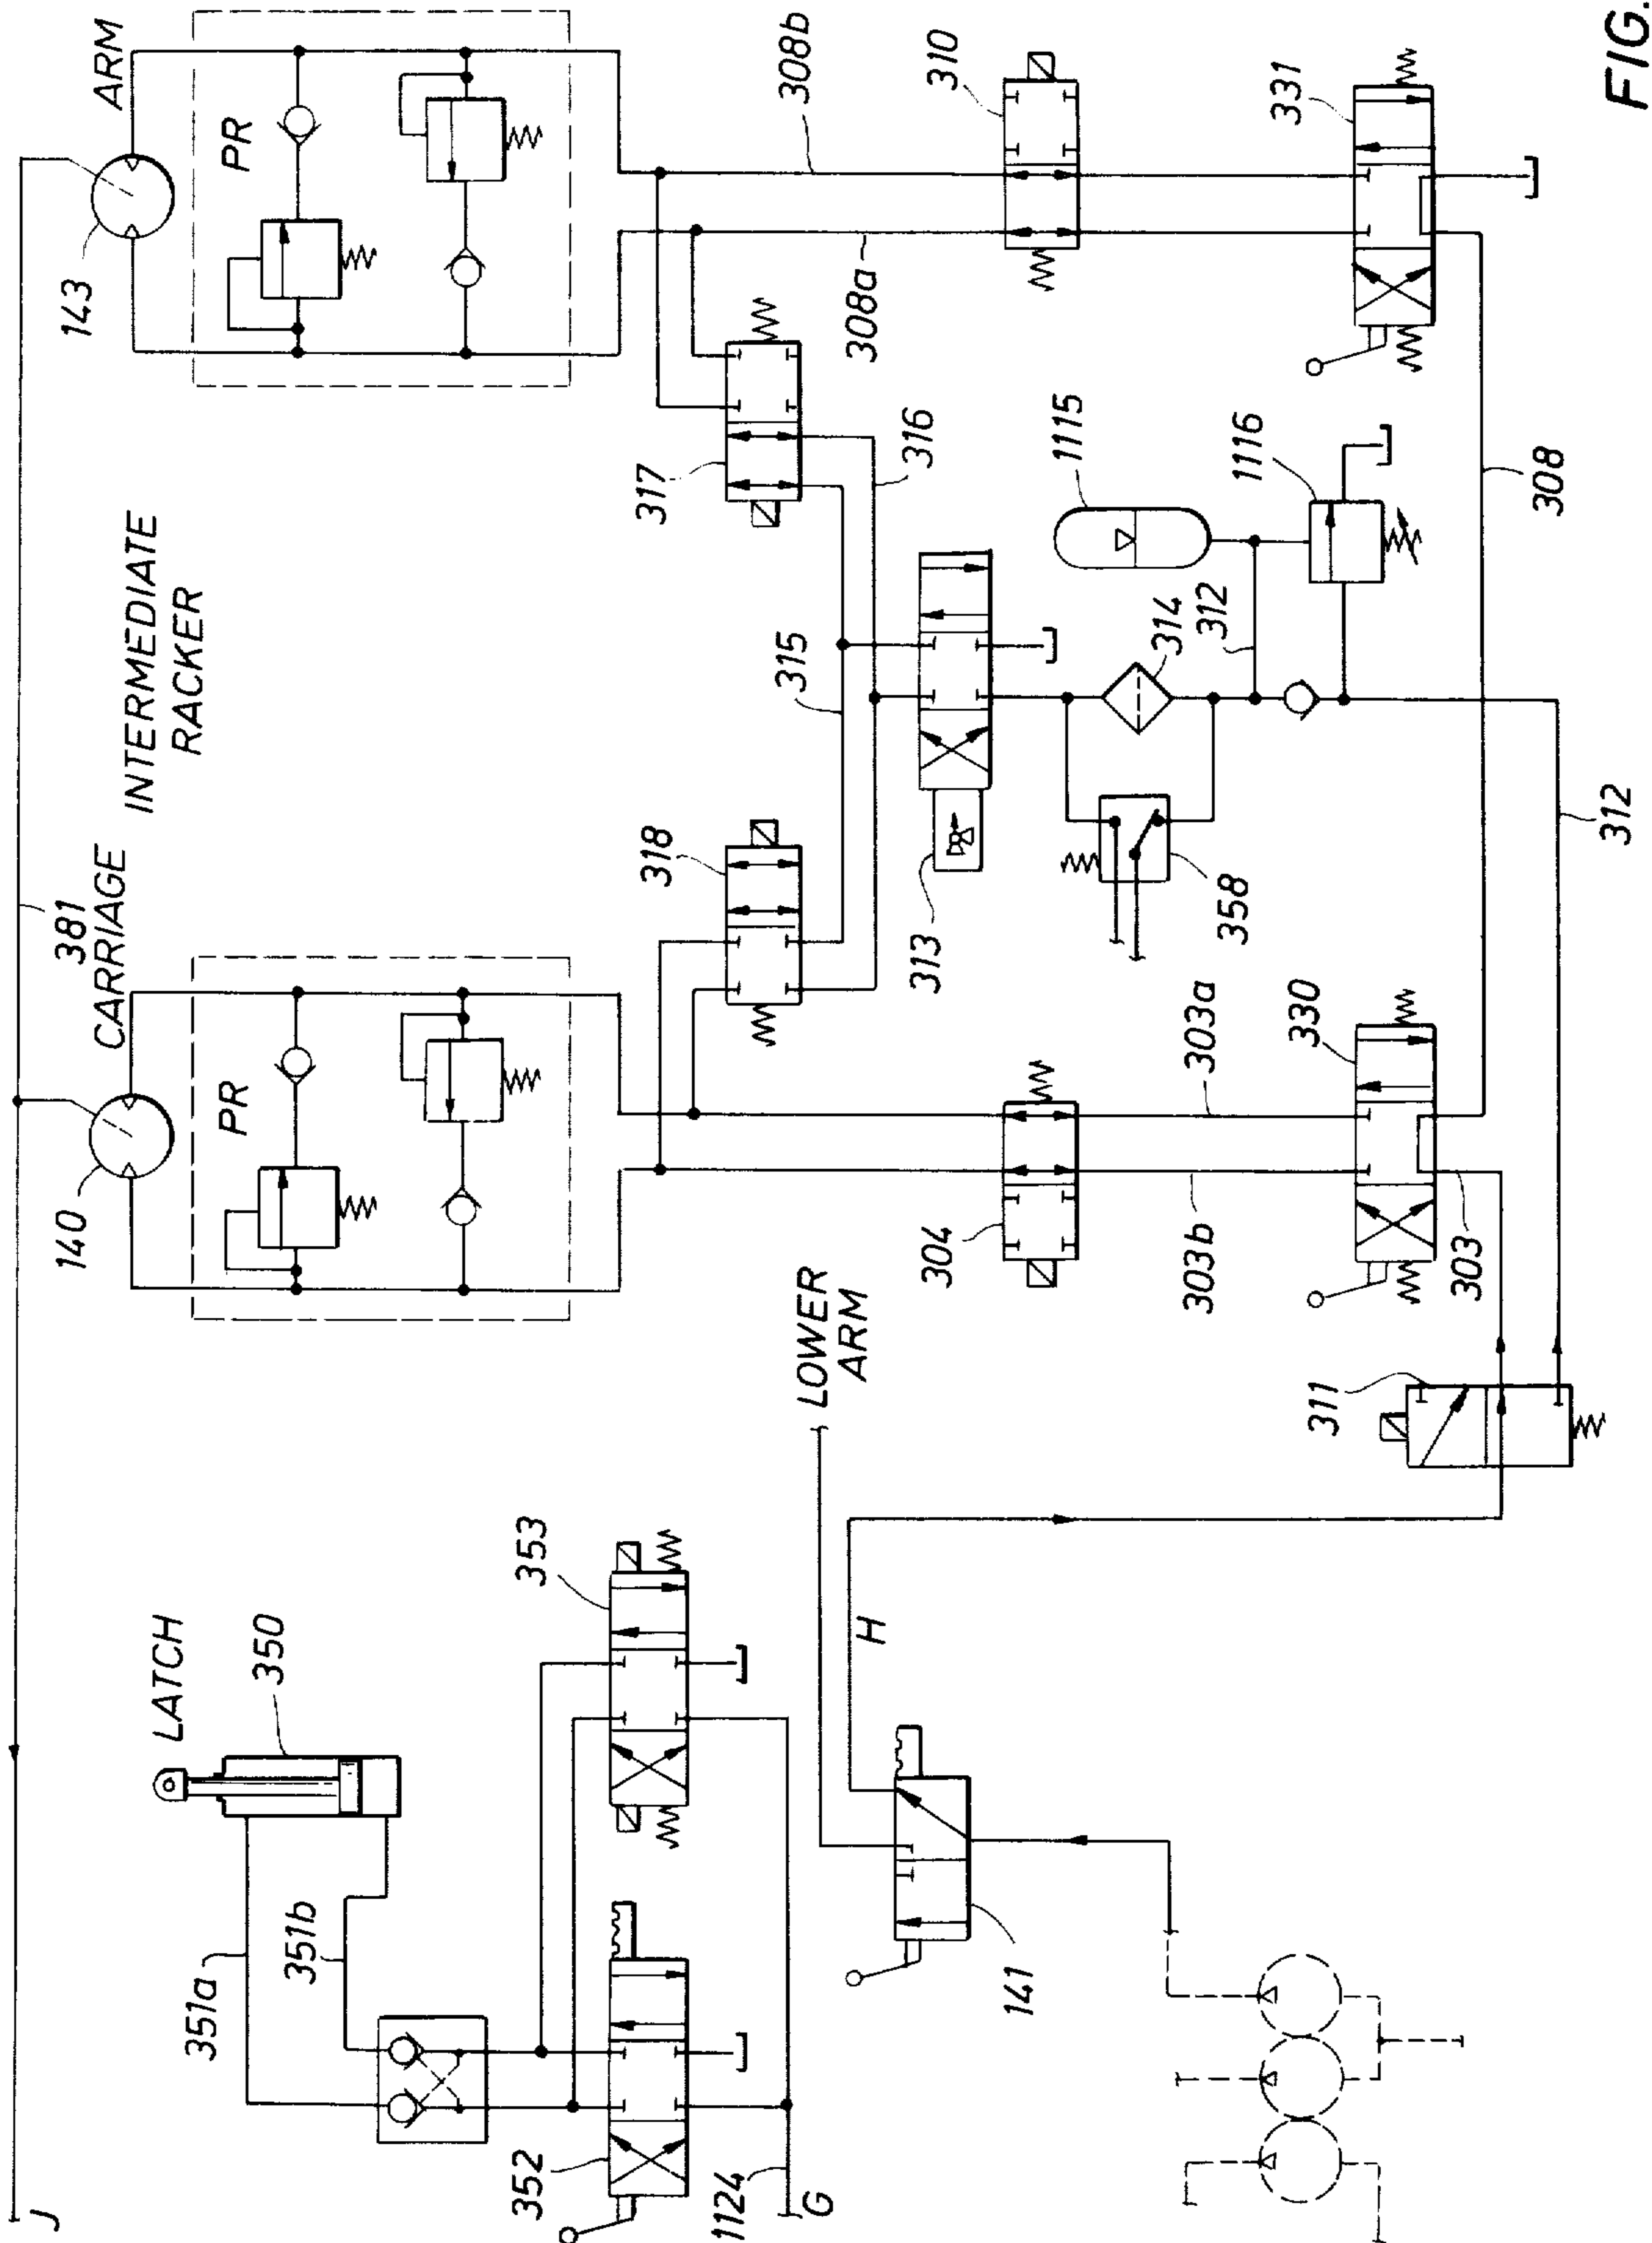 J
381
ARM
143
PR
308b
310
331
FIG.
INTERMEDIATE
RACKER
CARRIAGE
140
PR
317
316
308a
1115
1116
308
315
314
312
318
313
358
312
303a
330
304
303b
303
LOWER
ARM
311
LATCH
350
351a
351b
353
352
1124
G
H
141